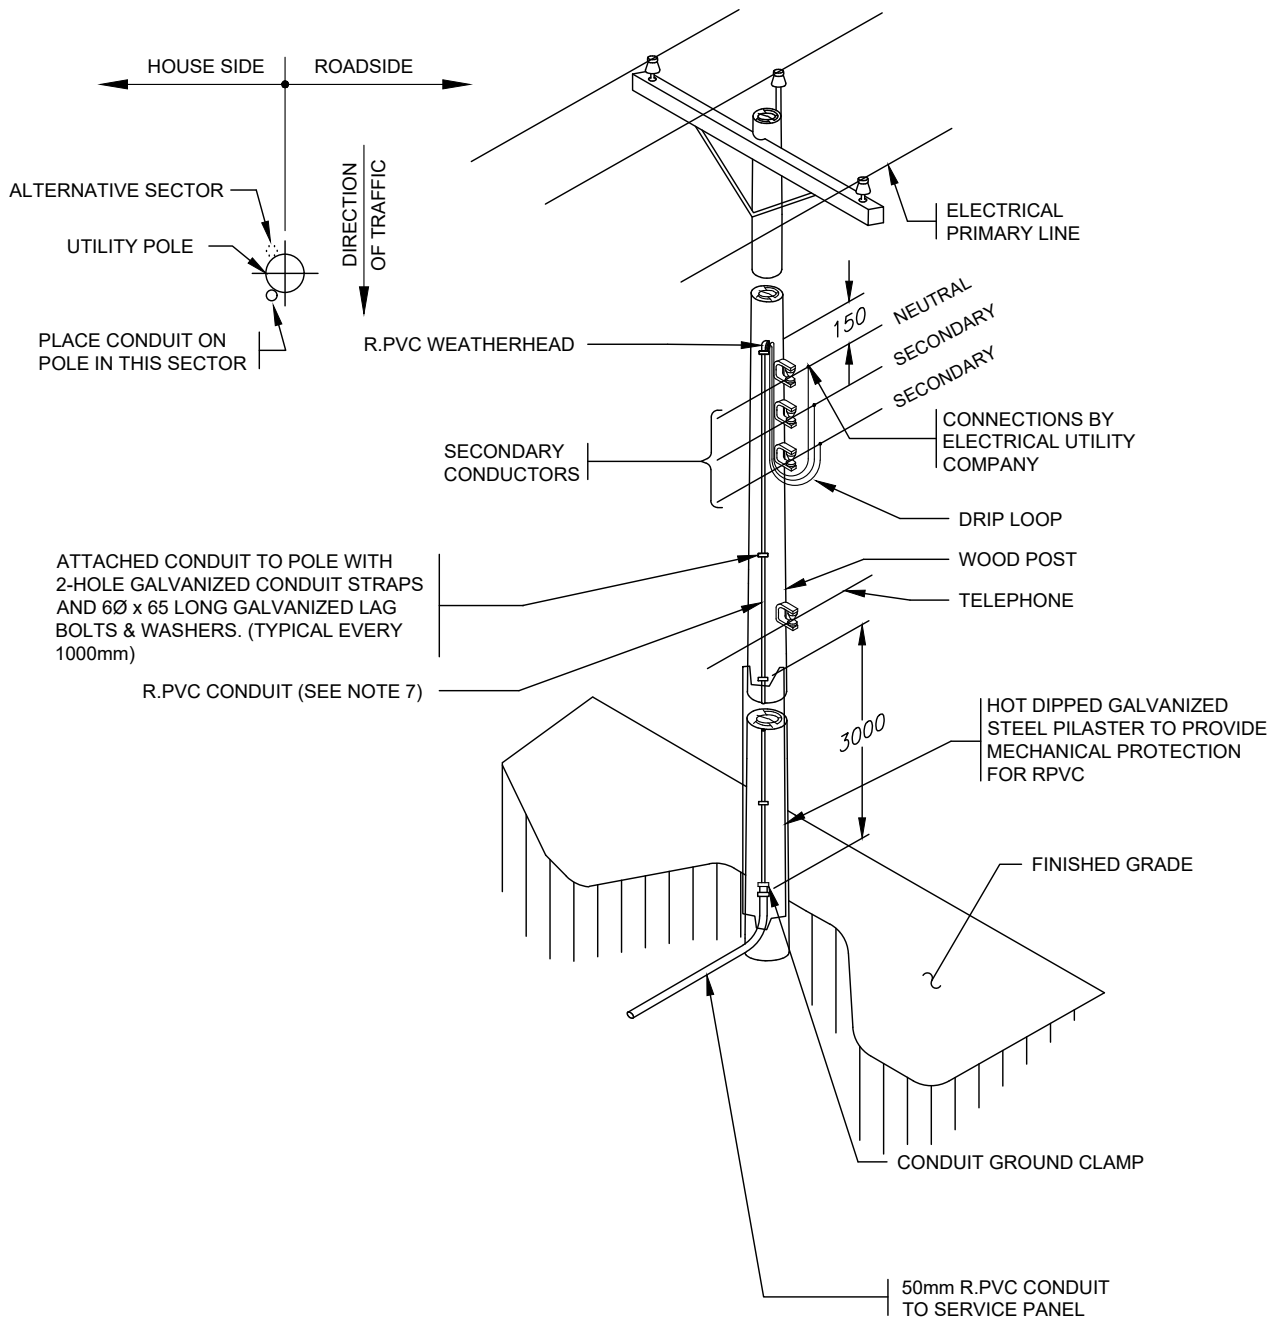 HOUSE SIDE
ROADSIDE
DIRECTION
OF TRAFFIC
ALTERNATIVE SECTOR
UTILITY POLE
PLACE CONDUIT ON
POLE IN THIS SECTOR
ELECTRICAL
PRIMARY LINE
150
NEUTRAL
SECONDARY
SECONDARY
R.PVC WEATHERHEAD
CONNECTIONS BY
ELECTRICAL UTILITY
COMPANY
SECONDARY
CONDUCTORS
DRIP LOOP
WOOD POST
TELEPHONE
ATTACHED CONDUIT TO POLE WITH
2-HOLE GALVANIZED CONDUIT STRAPS
AND 6Ø x 65 LONG GALVANIZED LAG
BOLTS & WASHERS. (TYPICAL EVERY
1000mm)
R.PVC CONDUIT (SEE NOTE 7)
3000
HOT DIPPED GALVANIZED
STEEL PILASTER TO PROVIDE
MECHANICAL PROTECTION
FOR RPVC
FINISHED GRADE
CONDUIT GROUND CLAMP
50mm R.PVC CONDUIT
TO SERVICE PANEL